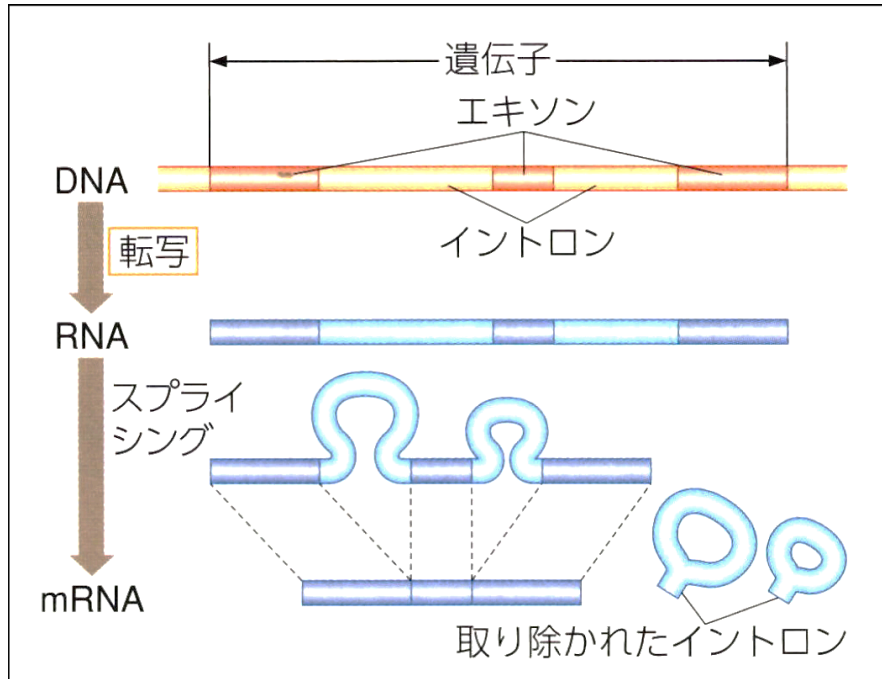 遺伝子
エキソン
DNA
イントロン
転写
RNA
スプライ
シング
mRNA
取り除かれたイントロン